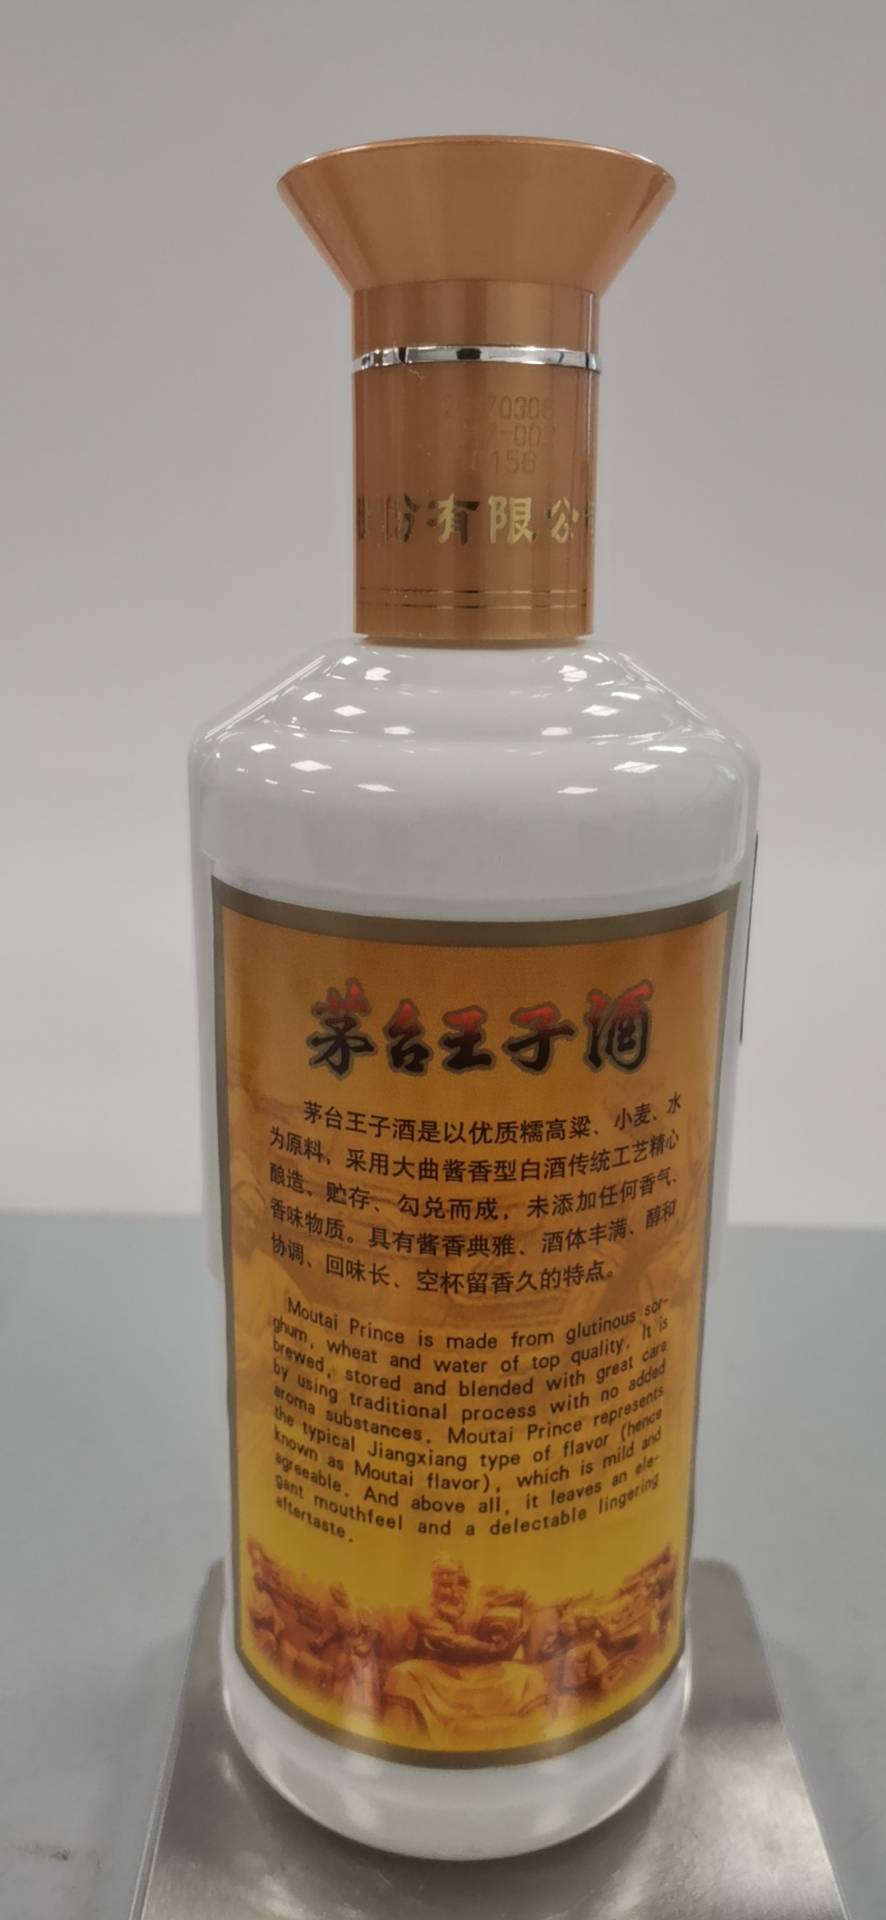 70306
156
份有限公
茅台王子酒
茅台王子酒是以优质糯高粱、小麦、水
为原料，采用大曲酱香型白酒传统工艺精心
酿造、贮存、勾兑而成，未添加任何香气、
香味物质。具有酱香典雅、酒体丰满、醇和
协调、回味长、空杯留香久的特点。
Moutai Prince is made from glutinous sor-
ghum, wheat and water of top quality. It is
brewed, stored and blended with great care
by using traditional process with no added
aroma substances. Moutai Prince represents
the typical Jiangxiang type of flavor (hence
known as Moutai flavor), which is mild and
agreeable. And above all, it leaves an ele-
gant mouthfeel and a delectable lingering
aftertaste.